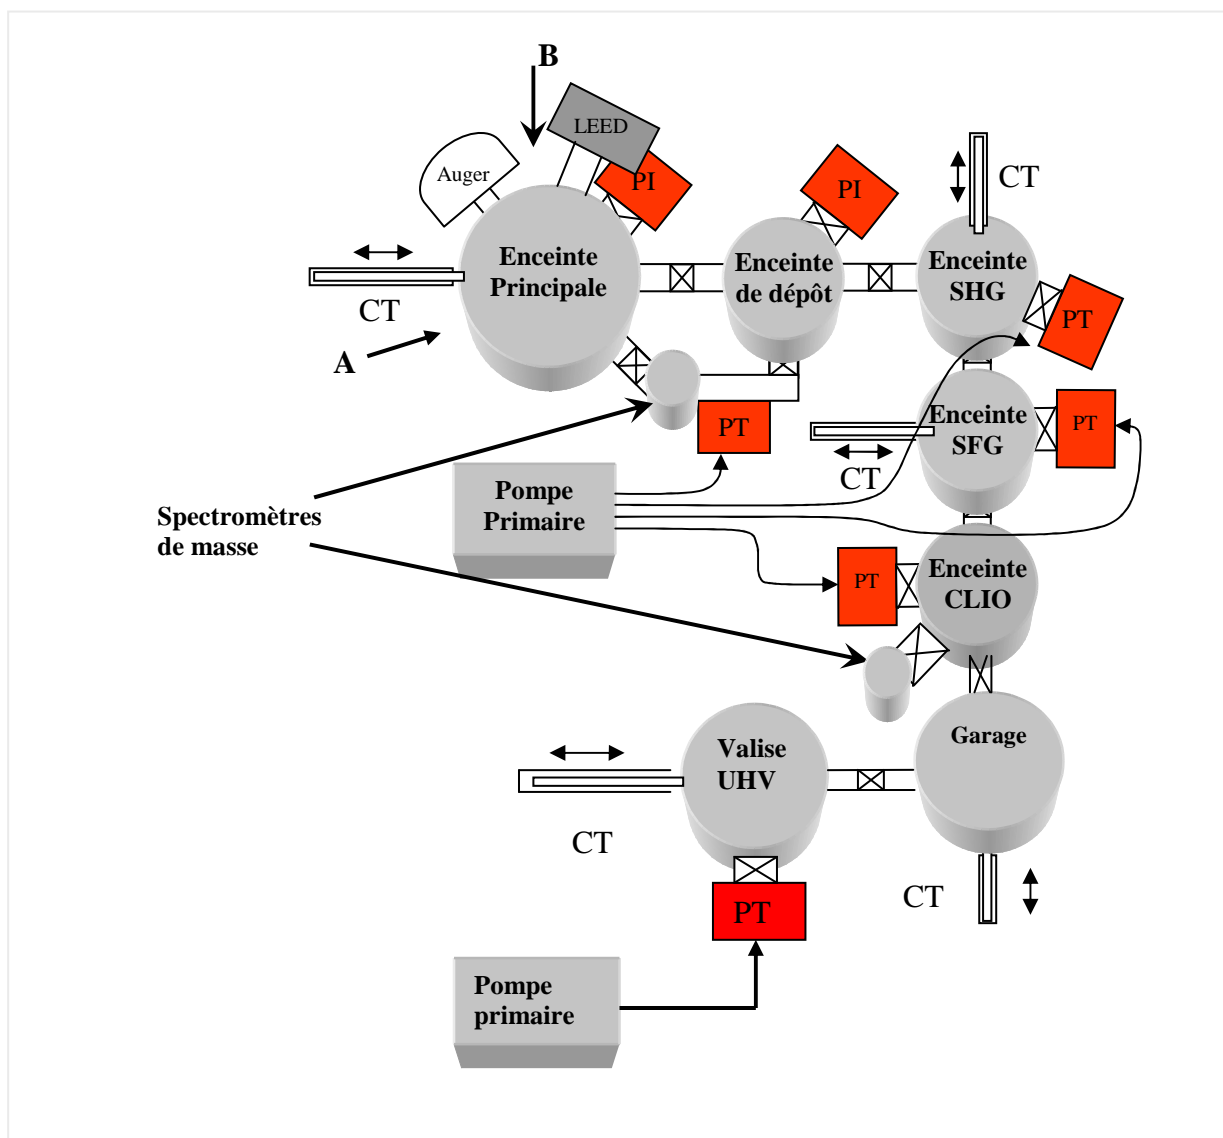 B
LEED
Auger
PI
PI
CT
Enceinte
Principale
Enceinte
de dépôt
Enceinte
SHG
CT
PT
A
PT
Enceinte
SFG
PT
CT
Pompe
Primaire
Spectromètres
de masse
PT
Enceinte
CLIO
Valise
UHV
Garage
CT
CT
PT
Pompe
primaire